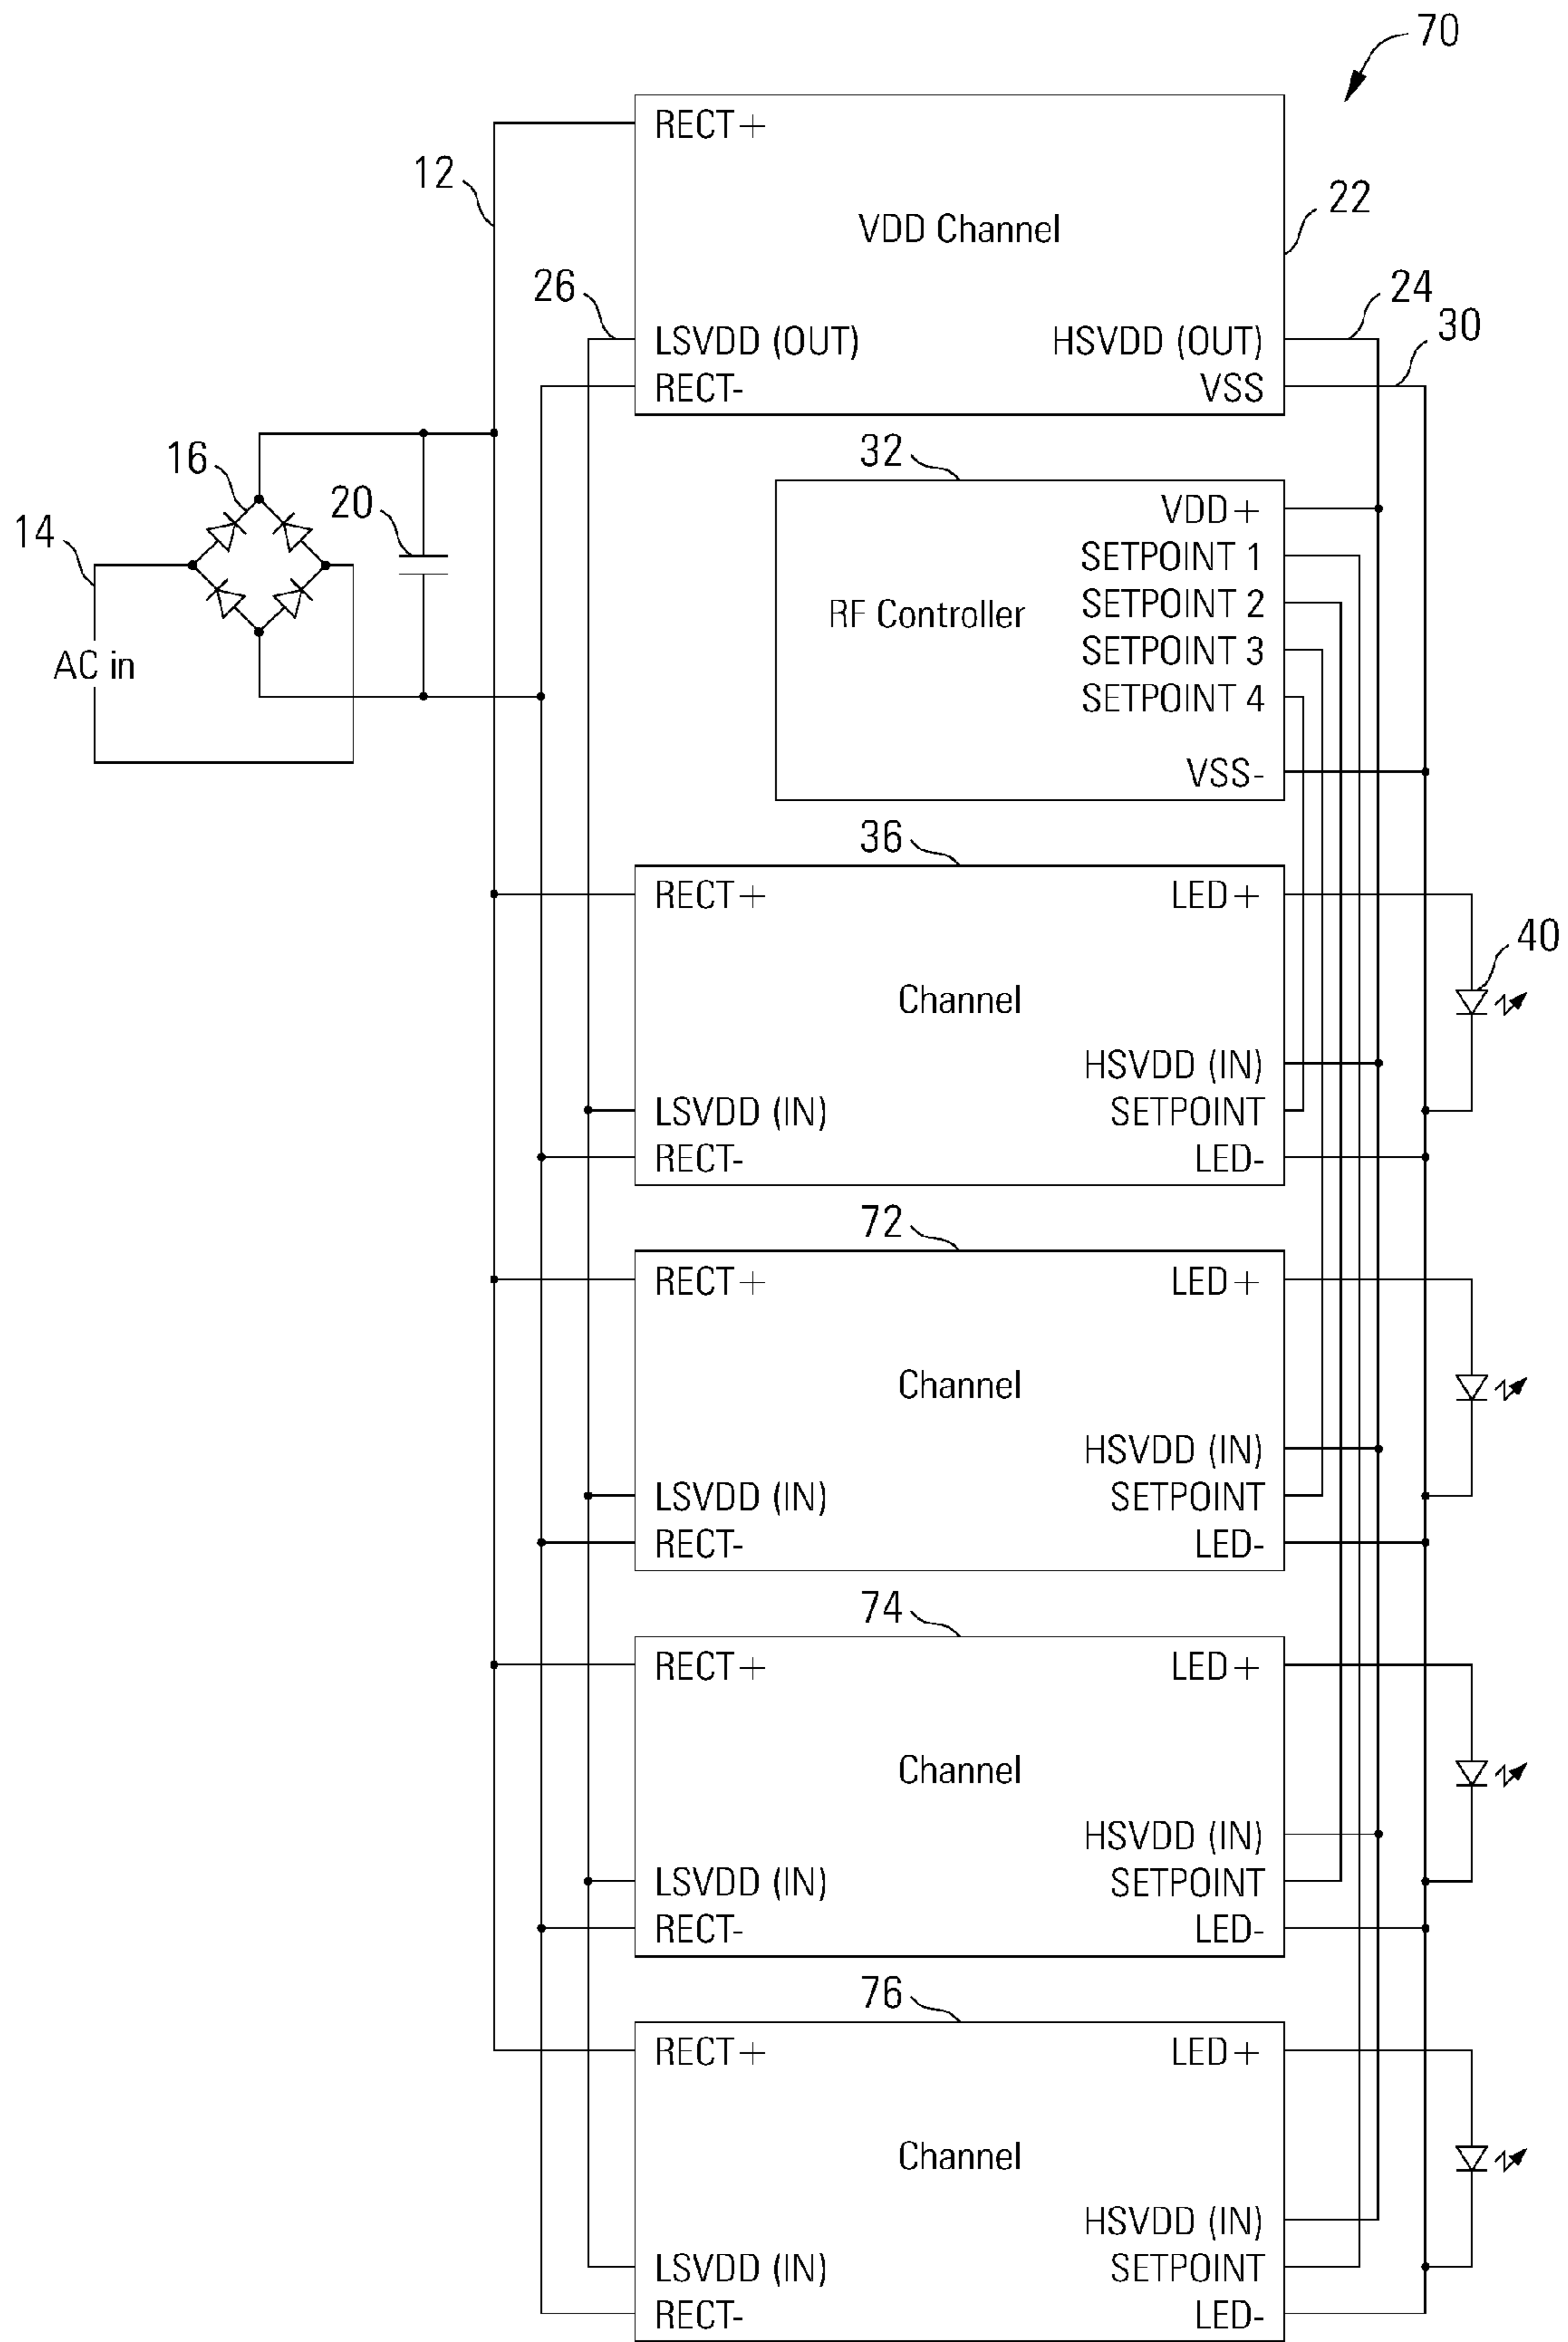 70
RECT+
12
VDD Channel
22
26
24
LSVDD (OUT) HSVDD (OUT)
30
RECT- VSS
16
32
20
VDD+
14
SETPOINT 1
SETPOINT 2
RF Controller
SETPOINT 3
AC in
SETPOINT 4
VSS-
36
RECT+ LED+
40
Channel
HSVDD (IN)
LSVDD (IN) SETPOINT
RECT- LED-
72
RECT+ LED+
Channel
HSVDD (IN)
LSVDD (IN) SETPOINT
RECT- LED-
74
RECT+ LED+
Channel
HSVDD (IN)
LSVDD (IN) SETPOINT
RECT- LED-
76
RECT+ LED+
Channel
HSVDD (IN)
LSVDD (IN) SETPOINT
RECT- LED-